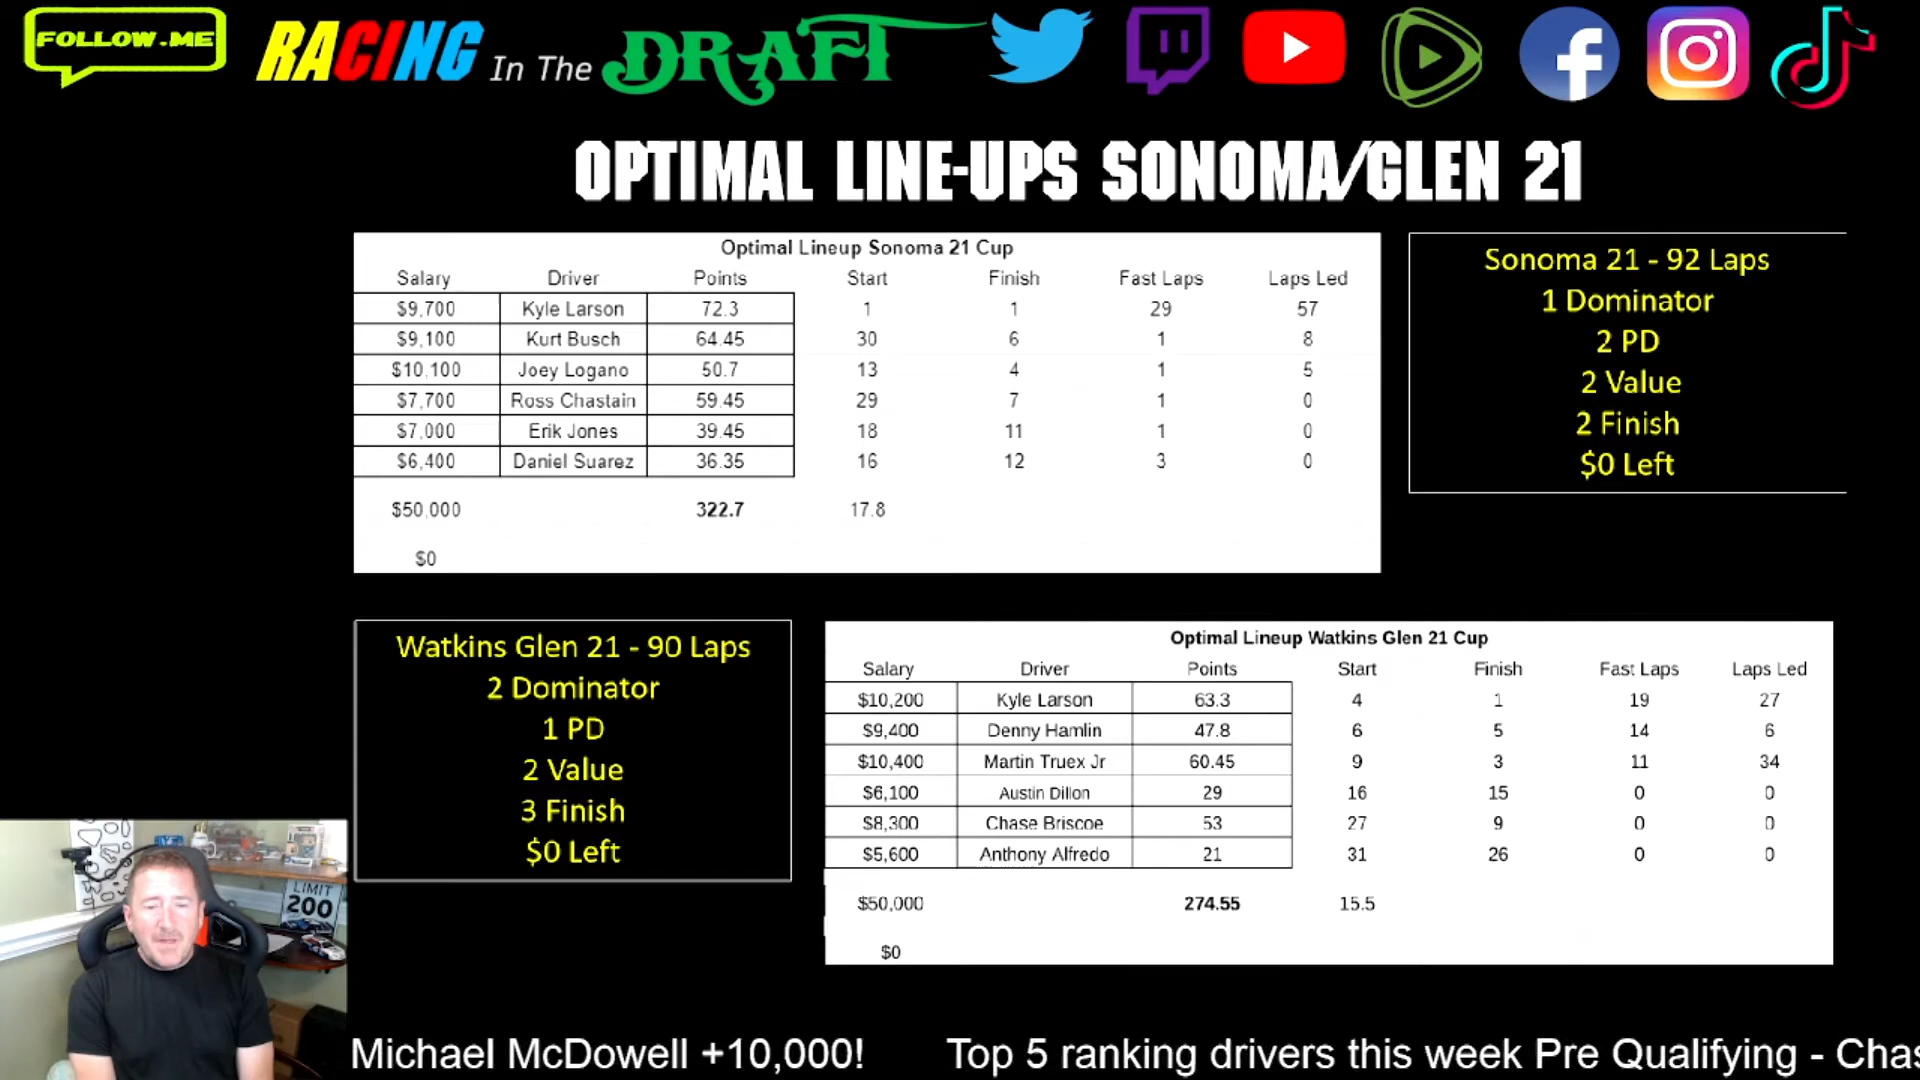 FOLLOW.ME
RACING In The DRAFT
OPTIMAL LINE-UPS SONOMA/GLEN 21
Optimal Lineup Sonoma 21 Cup
Salary Driver Points Start Finish Fast Laps Laps Led
$9,700 Kyle Larson 72.3 1 1 29 57
$9,100 Kurt Busch 64.45 30 6 1 8
$10,100 Joey Logano 50.7 13 4 1 5
$7,700 Ross Chastain 59.45 29 7 1 0
$7,000 Erik Jones 39.45 18 11 1 0
$6,400 Daniel Suarez 36.35 16 12 3 0
$50,000 322.7 17.8
$0
Sonoma 21 - 92 Laps
1 Dominator
2 PD
2 Value
2 Finish
$0 Left
Watkins Glen 21 - 90 Laps
2 Dominator
1 PD
2 Value
3 Finish
$0 Left
Optimal Lineup Watkins Glen 21 Cup
Salary Driver Points Start Finish Fast Laps Laps Led
$10,200 Kyle Larson 63.3 4 1 19 27
$9,400 Denny Hamlin 47.8 6 5 14 6
$10,400 Martin Truex Jr 60.45 9 3 11 34
$6,100 Austin Dillon 29 16 15 0 0
$8,300 Chase Briscoe 53 27 9 0 0
$5,600 Anthony Alfredo 21 31 26 0 0
$50,000 274.55 15.5
$0
LIMIT
200
Michael McDowell +10,000! Top 5 ranking drivers this week Pre Qualifying - Chas